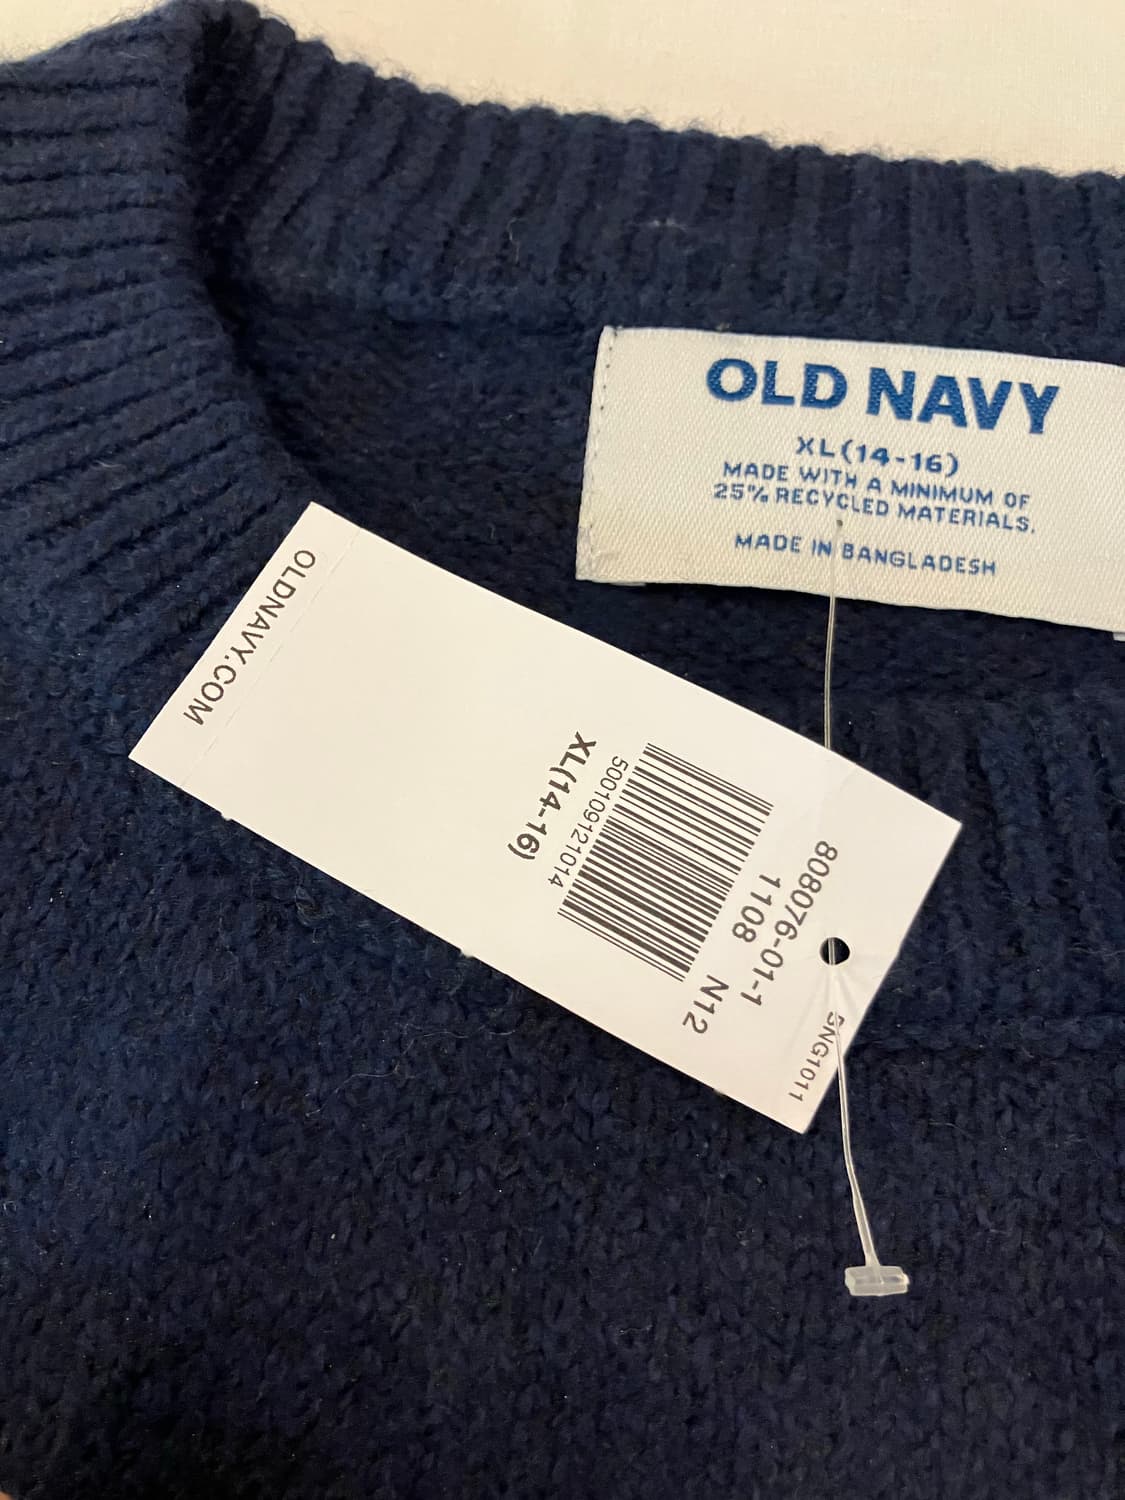 OLD NAVY
XL(14-16)
MADE WITH A MINIMUM OF
25% RECYCLED MATERIALS.
MADE IN BANGLADESH
BNG1011
808076-01-1
1108 N12
500109121014
XL(14-16)
OLDNAVY.COM